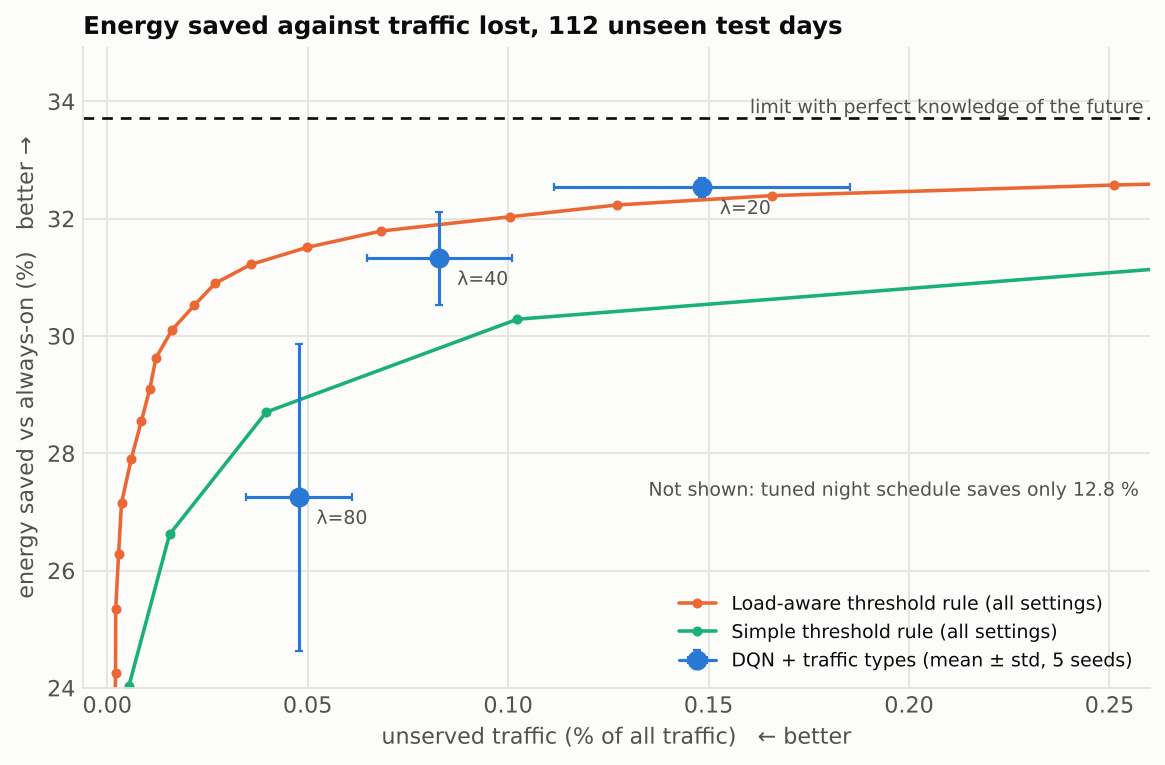 Energy saved against traffic lost, 112 unseen test days
energy saved vs always-on (%)   better →
34
32
30
28
26
24
limit with perfect knowledge of the future
λ=20
λ=40
λ=80
Not shown: tuned night schedule saves only 12.8 %
Load-aware threshold rule (all settings)
Simple threshold rule (all settings)
DQN + traffic types (mean ± std, 5 seeds)
0.00 0.05 0.10 0.15 0.20 0.25
unserved traffic (% of all traffic)   ← better